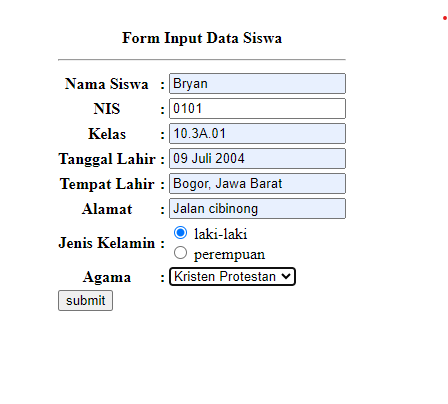 Form Input Data Siswa
Nama Siswa : Bryan
NIS : 0101
Kelas : 10.3A.01
Tanggal Lahir : 09 Juli 2004
Tempat Lahir : Bogor, Jawa Barat
Alamat : Jalan cibinong
Jenis Kelamin : laki-laki
perempuan
Agama : Kristen Protestan
submit